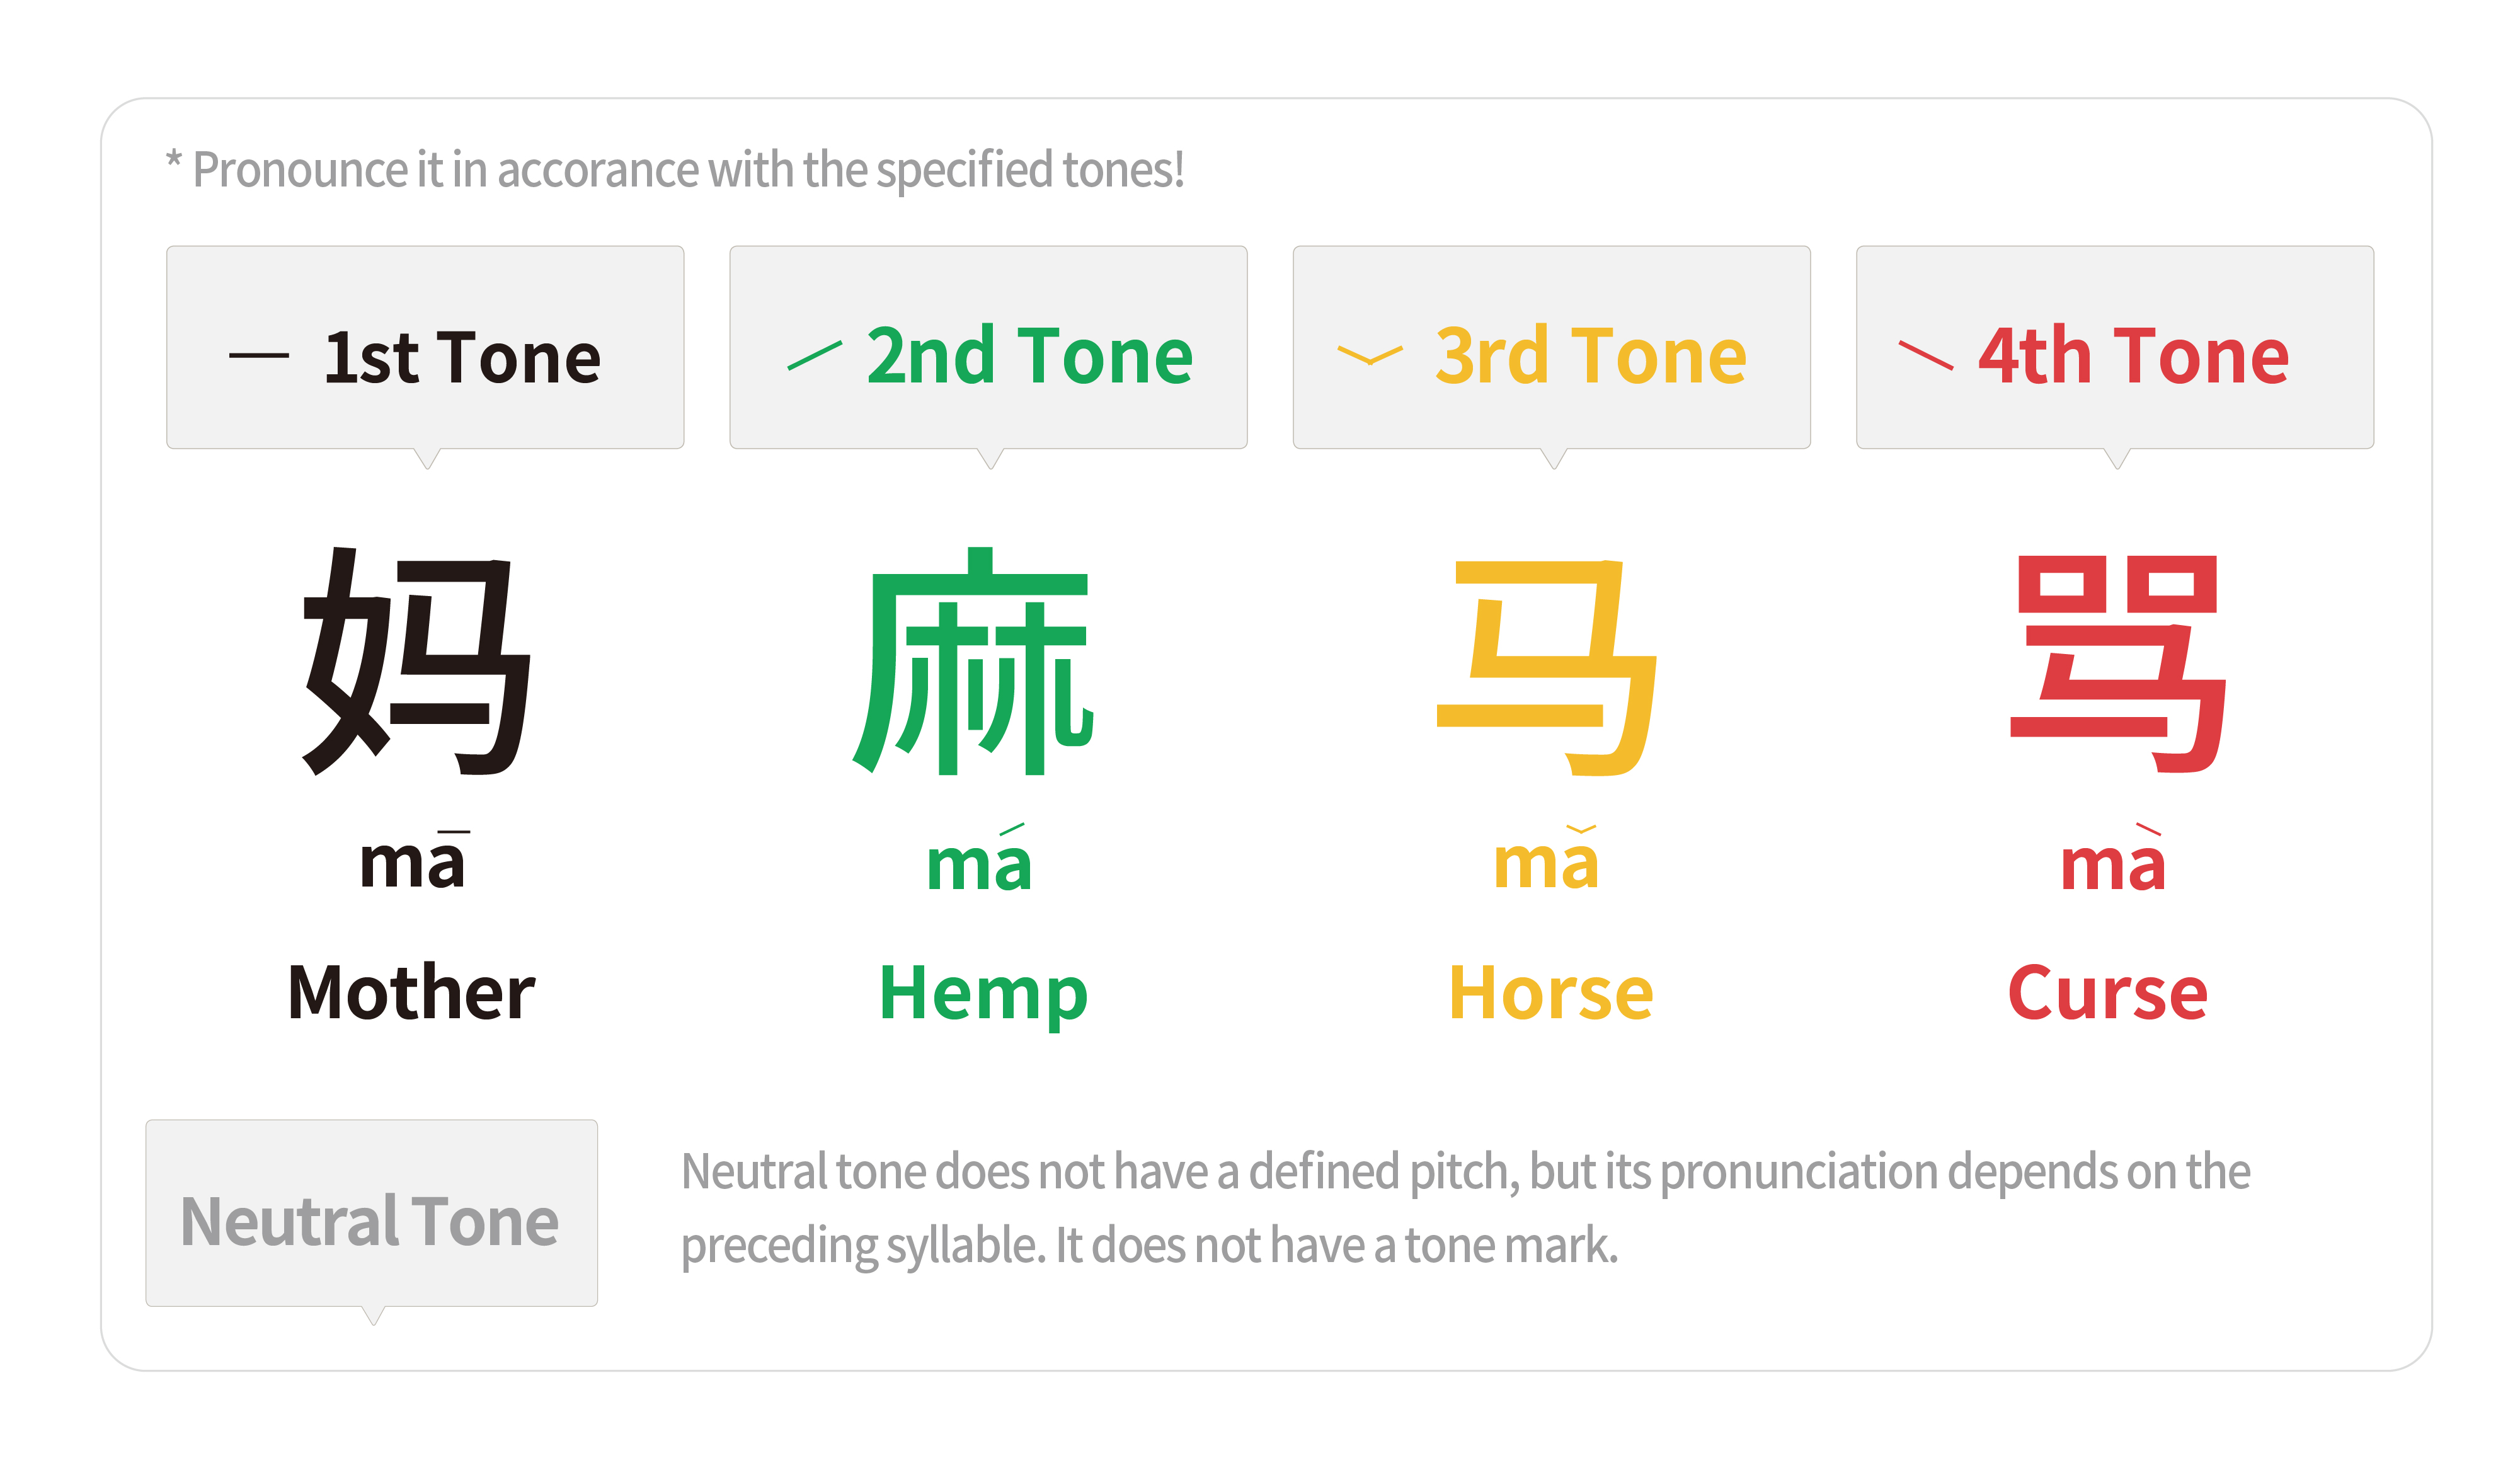 * Pronounce it in accorance with the specified tones!
— 1st Tone
2nd Tone
3rd Tone
4th Tone
妈
麻
马
骂
mā
má
mǎ
mà
Mother
Hemp
Horse
Curse
Neutral Tone
Neutral tone does not have a defined pitch, but its pronunciation depends on the
preceding syllable. It does not have a tone mark.